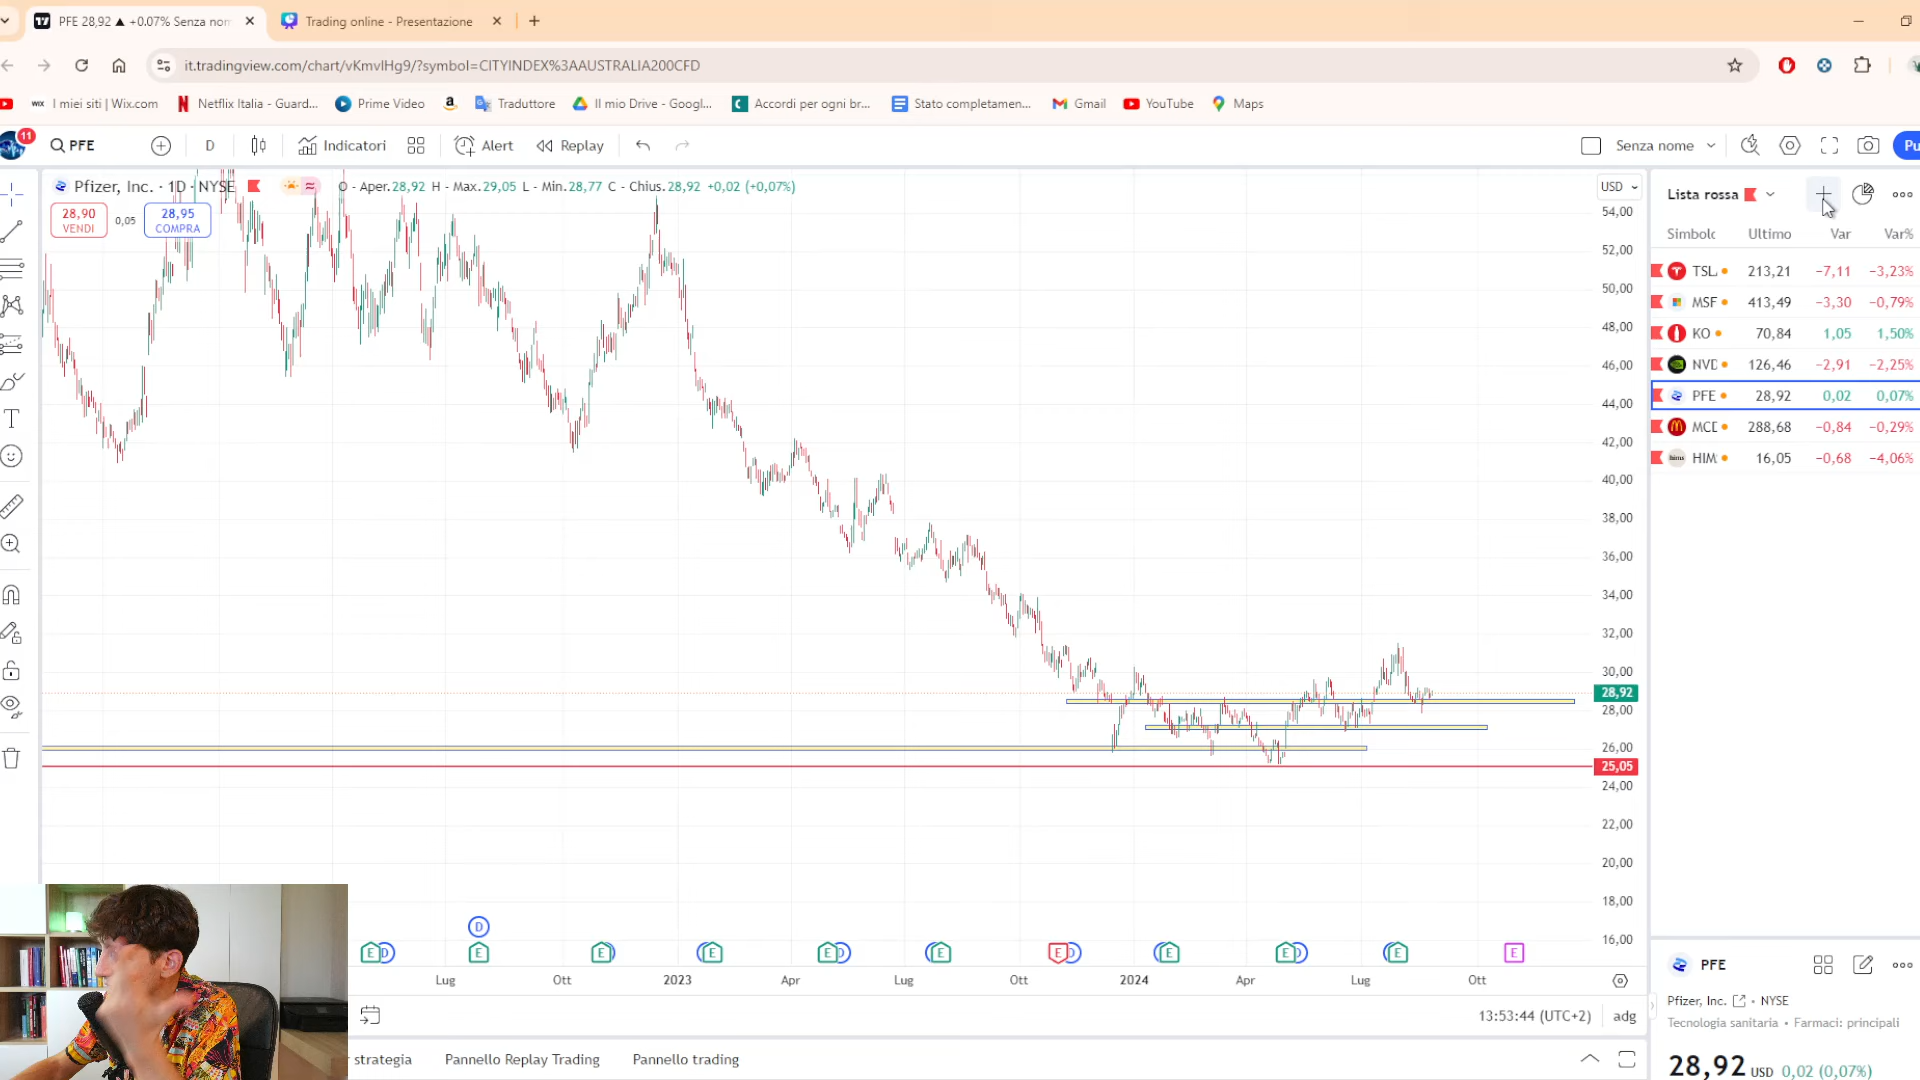 PFE 28,92 ▲ +0.07% Senza nom
Trading online - Presentazione
it.tradingview.com/chart/vKmvlHg9/?symbol=CITYINDEX%3AAUSTRALIA200CFD
WIX I miei siti | Wix.com
Netflix Italia - Guard...
Prime Video
Traduttore
Il mio Drive - Googl...
Accordi per ogni br...
Stato completamen...
Gmail
YouTube
Maps
11
PFE
D
Indicatori
Alert
Replay
Senza nome
Pu
Pfizer, Inc. · 1D · NYSE
O - Aper.28,92 H - Max.29,05 L - Min.28,77 C - Chius.28,92 +0,02 (+0,07%)
28,90
VENDI
0,05
28,95
COMPRA
USD
54,00
52,00
50,00
48,00
46,00
44,00
42,00
40,00
38,00
36,00
34,00
32,00
30,00
28,92
28,00
26,00
25,05
24,00
22,00
20,00
18,00
16,00
Lista rossa
Simbolo Ultimo Var Var%
TSL 213,21 −7,11 −3,23%
MSF 413,49 −3,30 −0,79%
KO 70,84 1,05 1,50%
NVD 126,46 −2,91 −2,25%
PFE 28,92 0,02 0,07%
MCD 288,68 −0,84 −0,29%
hims HIM 16,05 −0,68 −4,06%
D
E D E E E E D E E D E E D E E
Lug Ott 2023 Apr Lug Ott 2024 Apr Lug Ott
13:53:44 (UTC+2) adg
strategia
Pannello Replay Trading
Pannello trading
PFE
Pfizer, Inc. • NYSE
Tecnologia sanitaria • Farmaci: principali
28,92 USD 0,02 (0,07%)